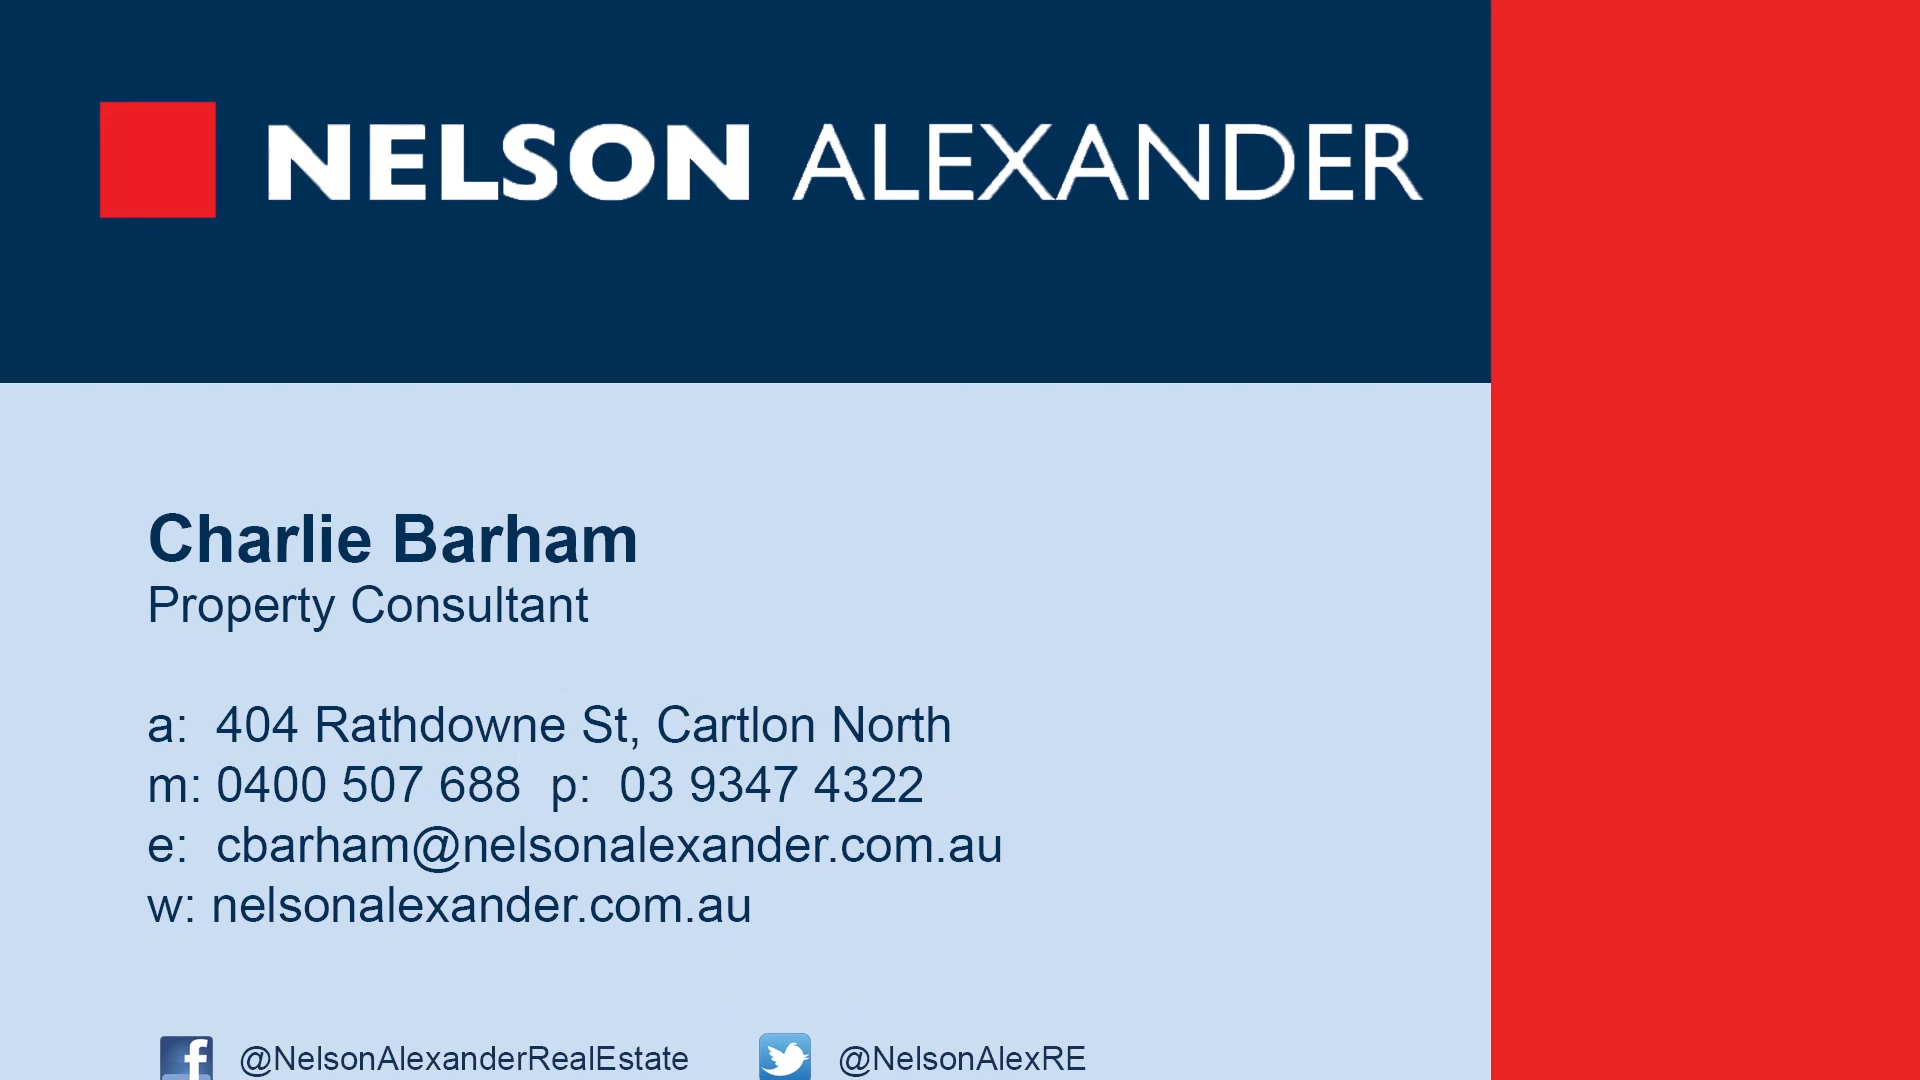 NELSON ALEXANDER
Charlie Barham
Property Consultant
a: 404 Rathdowne St, Cartlon North
m: 0400 507 688 p: 03 9347 4322
e: cbarham@nelsonalexander.com.au
w: nelsonalexander.com.au
@NelsonAlexanderRealEstate @NelsonAlexRE